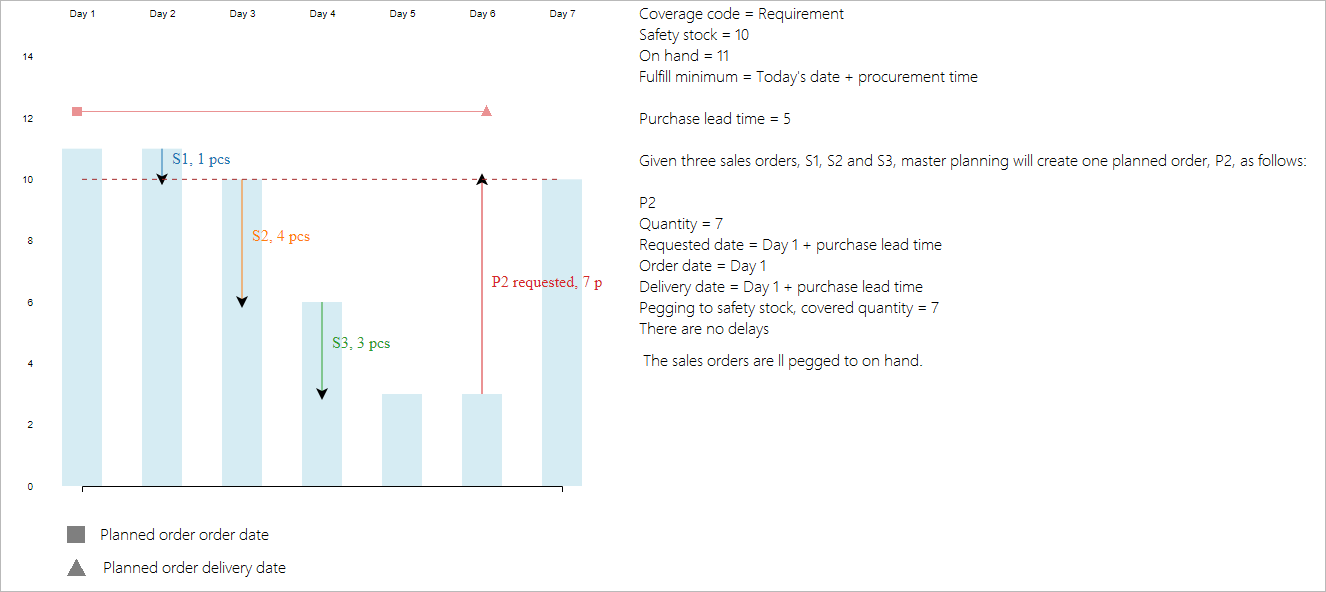 Day 1 Day 2 Day 3 Day 4 Day 5 Day 6 Day 7
14
12
10
8
6
4
2
0
S1, 1 pcs
S2, 4 pcs
S3, 3 pcs
P2 requested, 7 p
Planned order order date
Planned order delivery date
Coverage code = Requirement
Safety stock = 10
On hand = 11
Fulfill minimum = Today's date + procurement time
Purchase lead time = 5
Given three sales orders, S1, S2 and S3, master planning will create one planned order, P2, as follows:
P2
Quantity = 7
Requested date = Day 1 + purchase lead time
Order date = Day 1
Delivery date = Day 1 + purchase lead time
Pegging to safety stock, covered quantity = 7
There are no delays
The sales orders are ll pegged to on hand.